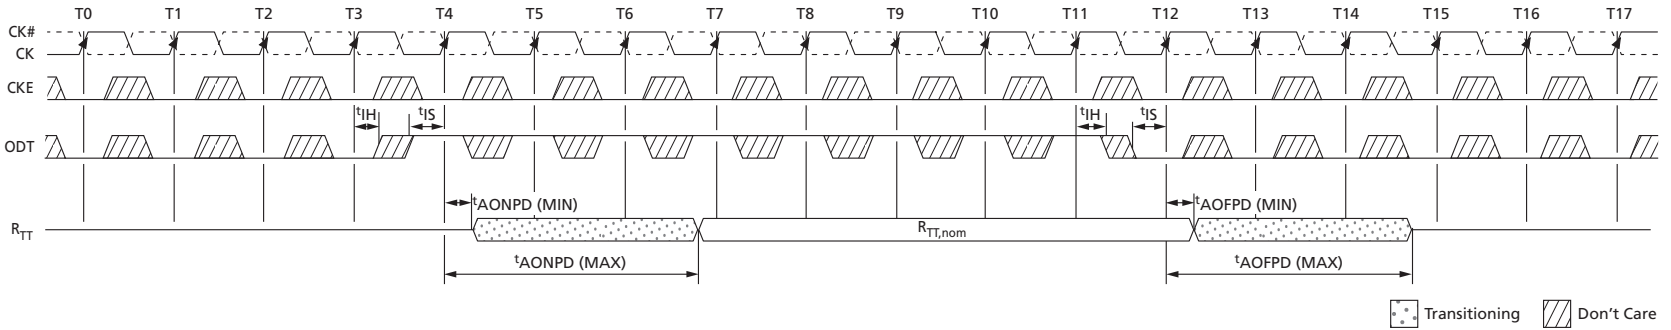 T0 T1 T2 T3 T4 T5 T6 T7 T8 T9 T10 T11 T12 T13 T14 T15 T16 T17
CK#
CK
CKE
tIH tIS tIH tIS
ODT
tAONPD (MIN) tAOFPD (MIN)
RTT RTT,nom
tAONPD (MAX) tAOFPD (MAX)
Transitioning Don't Care